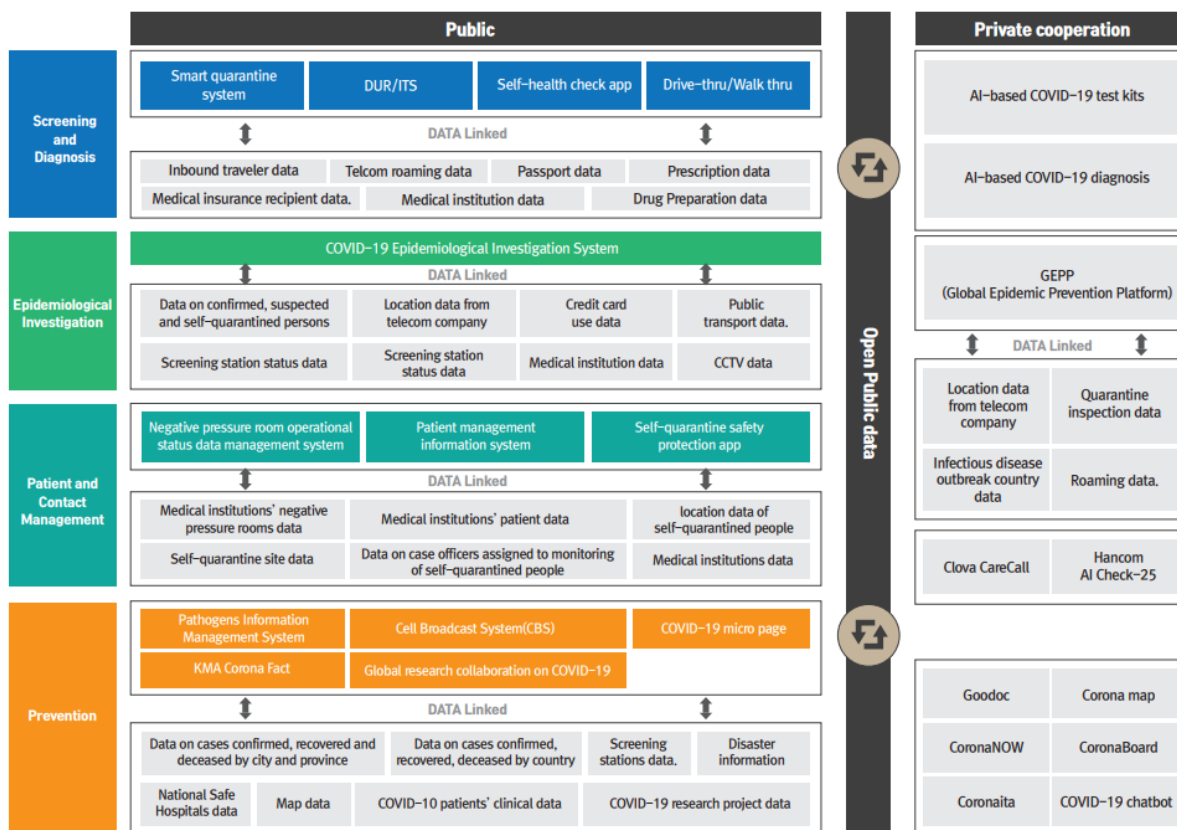 Public
Private cooperation
Screening
and
Diagnosis
Smart quarantine
system
DUR/ITS
Self-health check app
Drive-thru/Walk thru
DATA Linked
Inbound traveler data
Telcom roaming data
Passport data
Prescription data
Medical insurance recipient data.
Medical institution data
Drug Preparation data
AI-based COVID-19 test kits
AI-based COVID-19 diagnosis
Epidemiological
Investigation
COVID-19 Epidemiological Investigation System
DATA Linked
Data on confirmed, suspected
and self-quarantined persons
Location data from
telecom company
Credit card
use data
Public
transport data.
Screening station status data
Screening station
status data
Medical institution data
CCTV data
Open Public data
GEPP
(Global Epidemic Prevention Platform)
DATA Linked
Location data
from telecom
company
Quarantine
inspection data
Infectious disease
outbreak country
data
Roaming data.
Patient and
Contact
Management
Negative pressure room operational
status data management system
Patient management
information system
Self-quarantine safety
protection app
DATA Linked
Medical institutions' negative
pressure rooms data
Medical institutions' patient data
location data of
self-quarantined people
Self-quarantine site data
Data on case officers assigned to monitoring
of self-quarantined people
Medical institutions data
Clova CareCall
Hancom
AI Check-25
Prevention
Pathogens Information
Management System
Cell Broadcast System(CBS)
COVID-19 micro page
KMA Corona Fact
Global research collaboration on COVID-19
DATA Linked
Data on cases confirmed, recovered and
deceased by city and province
Data on cases confirmed,
recovered, deceased by country
Screening
stations data.
Disaster
information
National Safe
Hospitals data
Map data
COVID-10 patients' clinical data
COVID-19 research project data
Goodoc
Corona map
CoronaNOW
CoronaBoard
Coronaita
COVID-19 chatbot